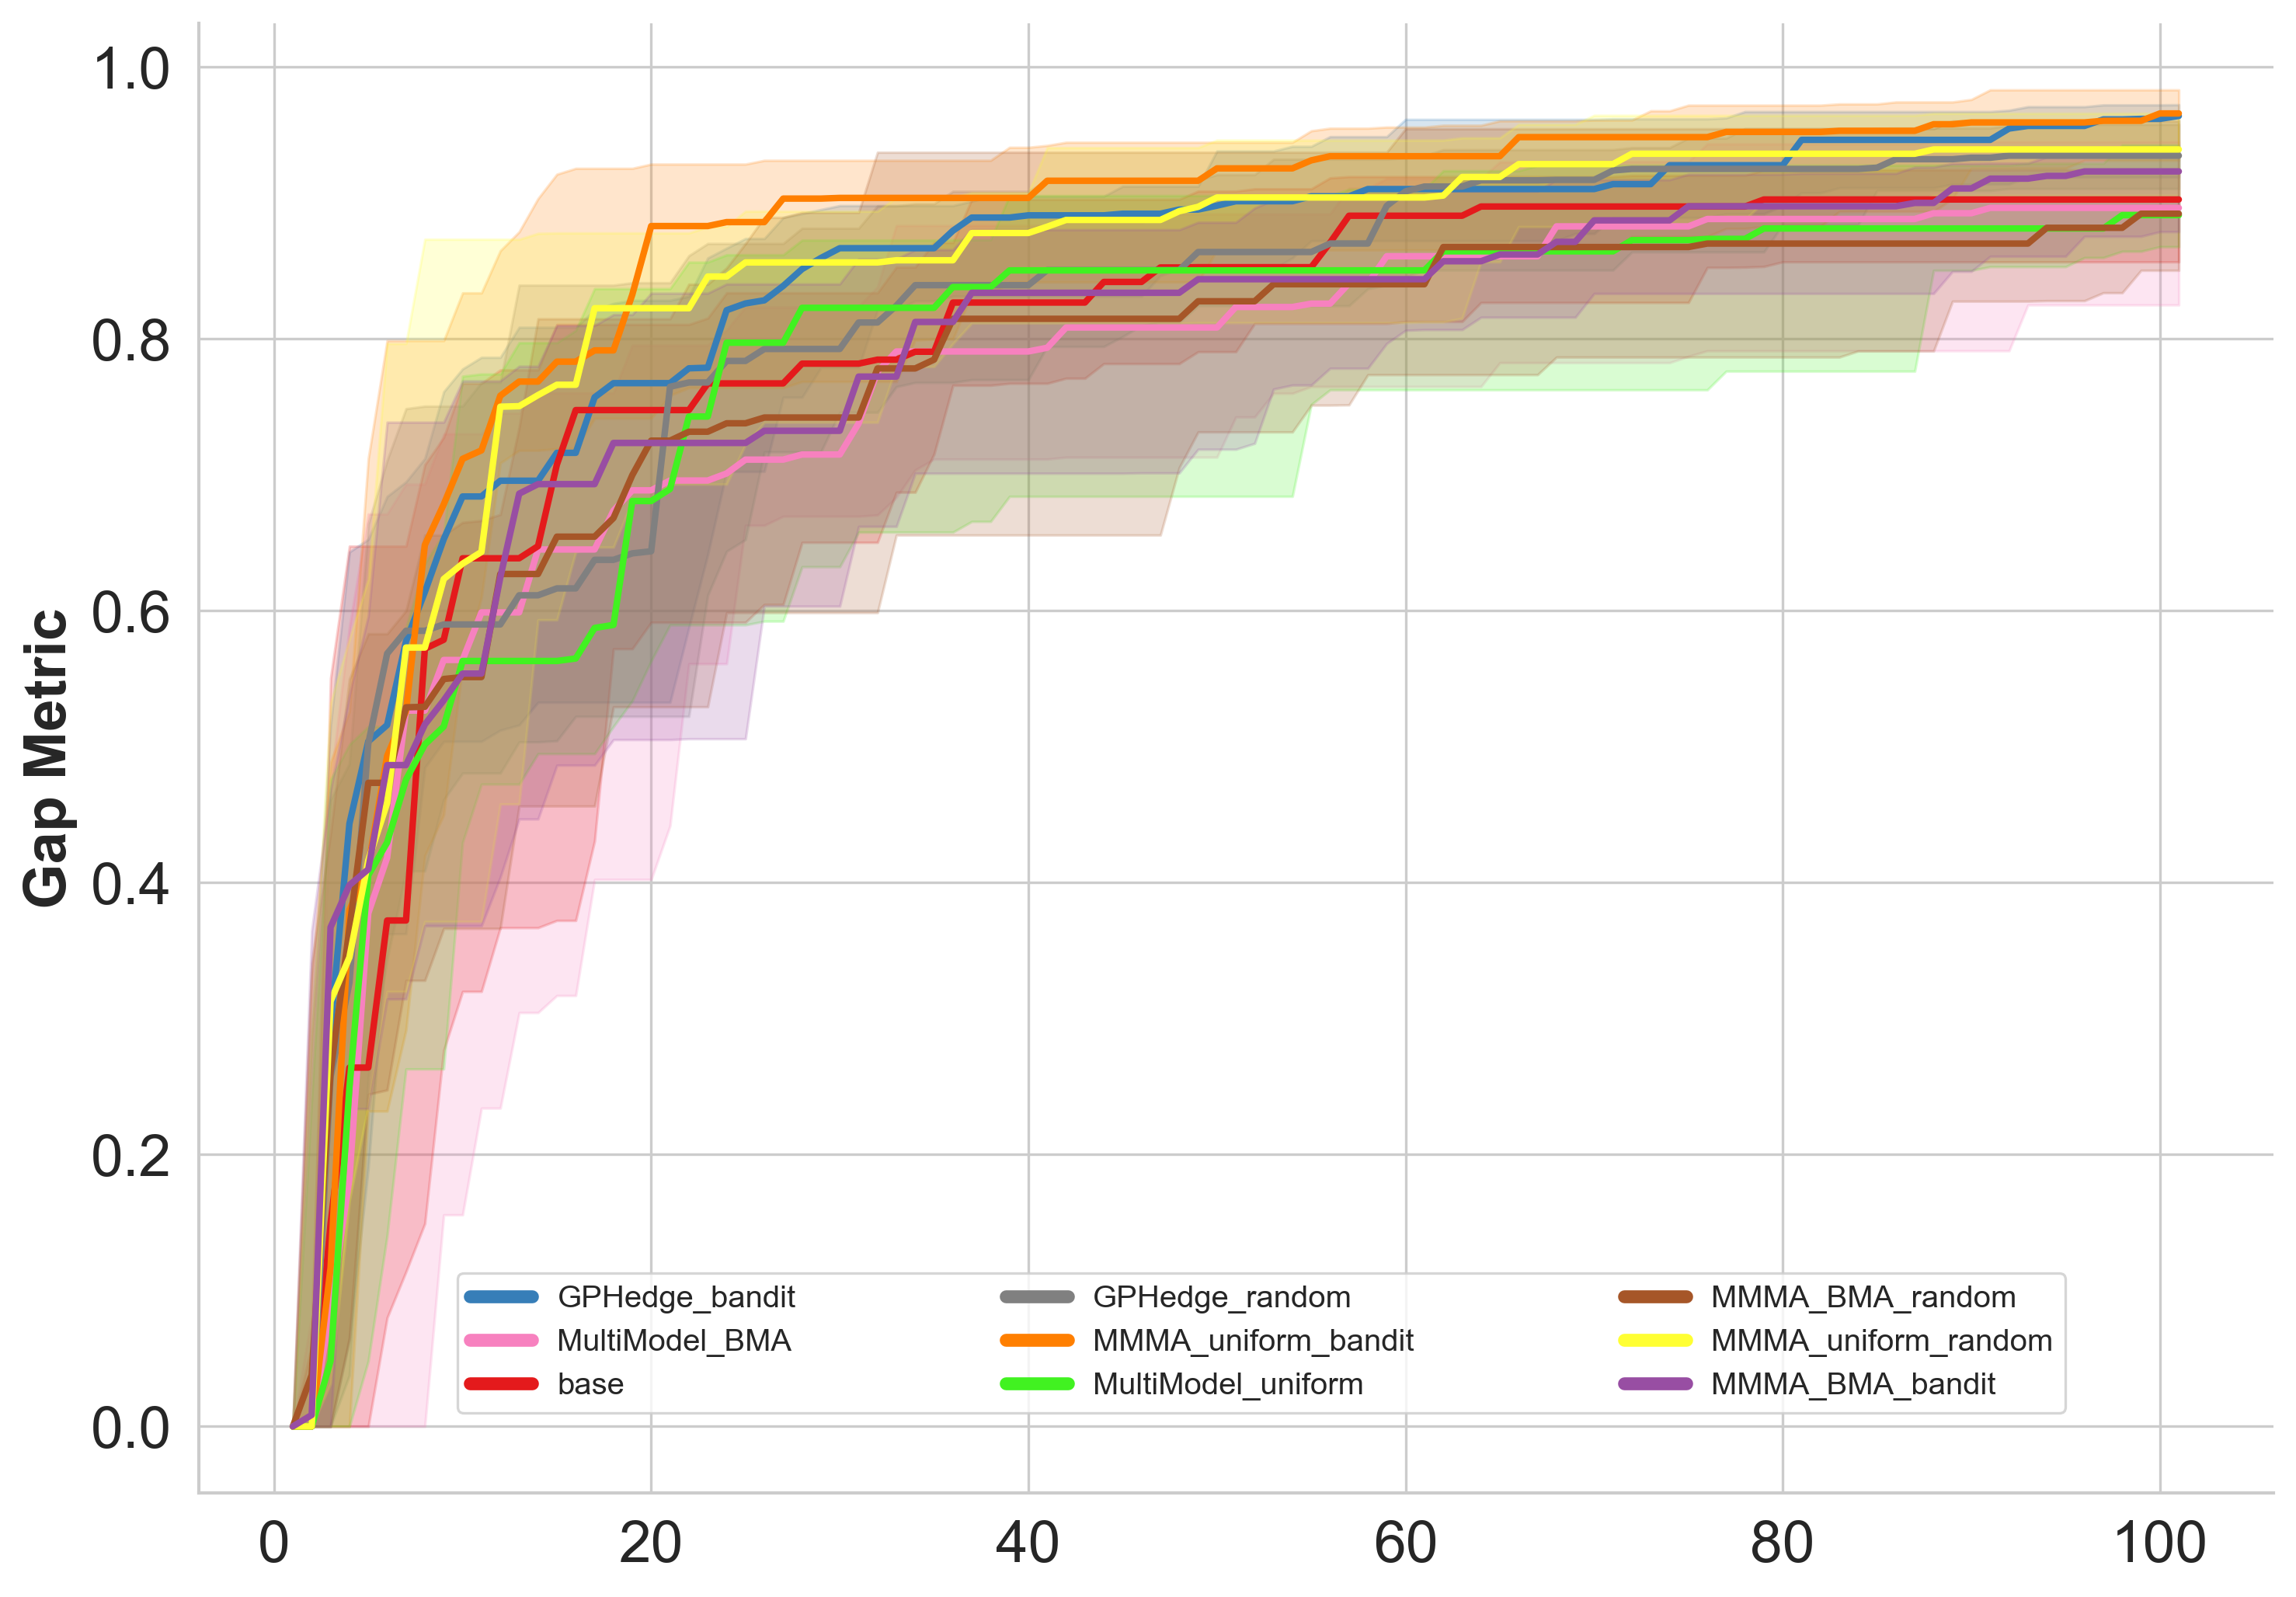 Gap Metric
1.0
0.8
0.6
0.4
0.2
0.0
GPHedge_bandit
MultiModel_BMA
base
GPHedge_random
MMMA_uniform_bandit
MultiModel_uniform
MMMA_BMA_random
MMMA_uniform_random
MMMA_BMA_bandit
0 20 40 60 80 100